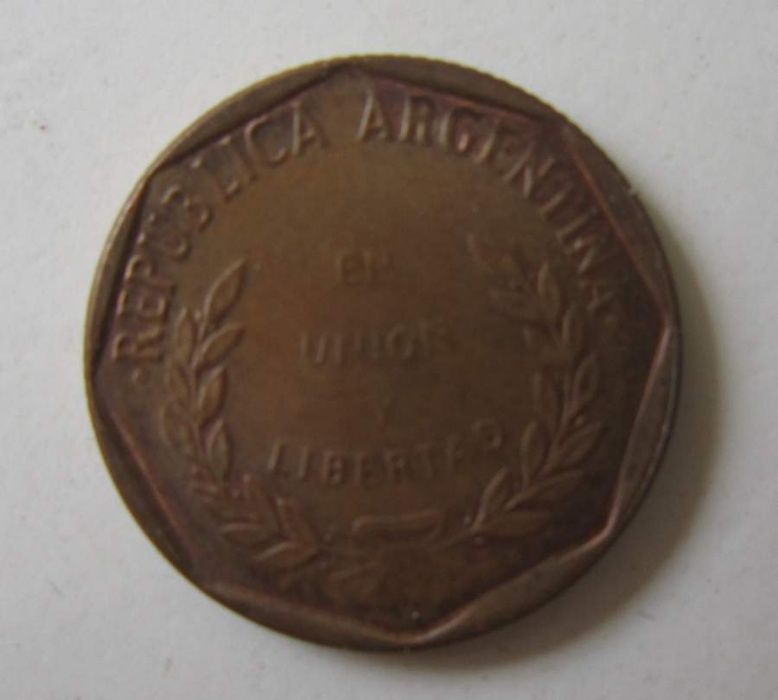 ·REPUBLICA ARGENTINA·
EN
UNION
Y
LIBERTAD